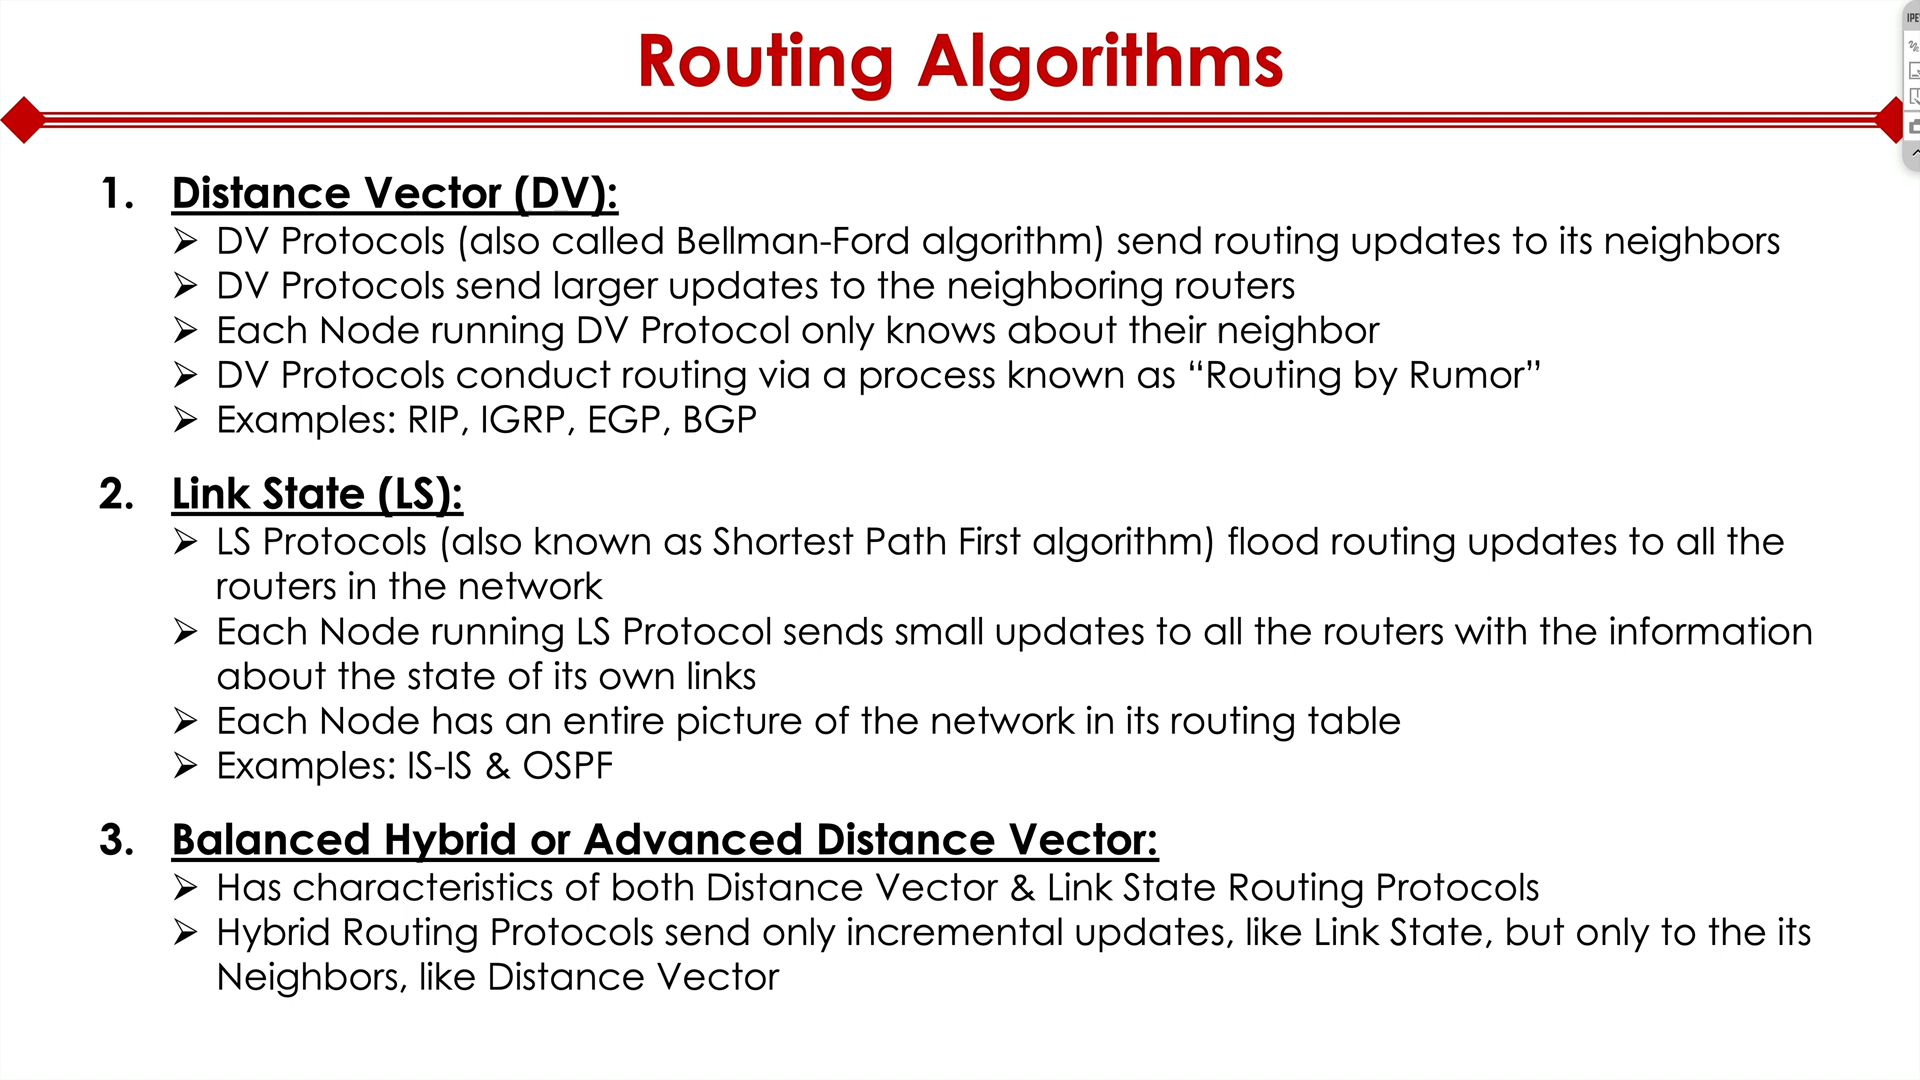 Routing Algorithms
1. Distance Vector (DV):
➢ DV Protocols (also called Bellman-Ford algorithm) send routing updates to its neighbors
➢ DV Protocols send larger updates to the neighboring routers
➢ Each Node running DV Protocol only knows about their neighbor
➢ DV Protocols conduct routing via a process known as “Routing by Rumor”
➢ Examples: RIP, IGRP, EGP, BGP
2. Link State (LS):
➢ LS Protocols (also known as Shortest Path First algorithm) flood routing updates to all the
routers in the network
➢ Each Node running LS Protocol sends small updates to all the routers with the information
about the state of its own links
➢ Each Node has an entire picture of the network in its routing table
➢ Examples: IS-IS & OSPF
3. Balanced Hybrid or Advanced Distance Vector:
➢ Has characteristics of both Distance Vector & Link State Routing Protocols
➢ Hybrid Routing Protocols send only incremental updates, like Link State, but only to the its
Neighbors, like Distance Vector